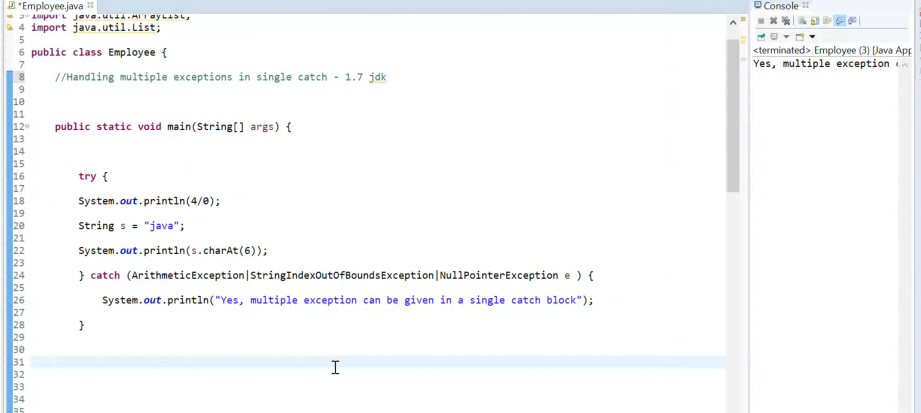 *Employee.java
Console
3 import java.util.ArrayList;
4 import java.util.List;
5
6 public class Employee {
7
8 //Handling multiple exceptions in single catch - 1.7 jdk
9
10
11
12 public static void main(String[] args) {
13
14
15
16 try {
17
18 System.out.println(4/0);
19
20 String s = "java";
21
22 System.out.println(s.charAt(6));
23
24 } catch (ArithmeticException|StringIndexOutOfBoundsException|NullPointerException e ) {
25
26 System.out.println("Yes, multiple exception can be given in a single catch block");
27
28 }
29
30
31
32
33
34
35
<terminated> Employee (3) [Java App
Yes, multiple exception